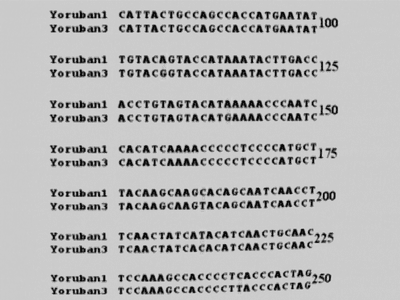 Yoruban1 CATTACTGCCAGCCACCATGAATAT 100
Yoruban3 CATTACTGCCAGCCACCATGAATAT
Yoruban1 TGTACAGTACCATAAATACTTGACC 125
Yoruban3 TGTACGGTACCATAAATACTTGACC
Yoruban1 ACCTGTAGTACATAAAAACCCAATC 150
Yoruban3 ACCTGTAGTACATGAAAACCCAATC
Yoruban1 CACATCAAAACCCCCTCCCCATGCT 175
Yoruban3 CACATCAAAACCCCCTCCCCATGCT
Yoruban1 TACAAGCAAGCACAGCAATCAACCT 200
Yoruban3 TACAAGCAAGTACAGCAATCAACCT
Yoruban1 TCAACTATCATACATCAACTGCAAC 225
Yoruban3 TCAACTATCACACATCAACTGCAAC
Yoruban1 TCCAAAGCCACCCCTCACCCACTAG 250
Yoruban3 TCCAAAGCCACCCCTTACCCACTAG